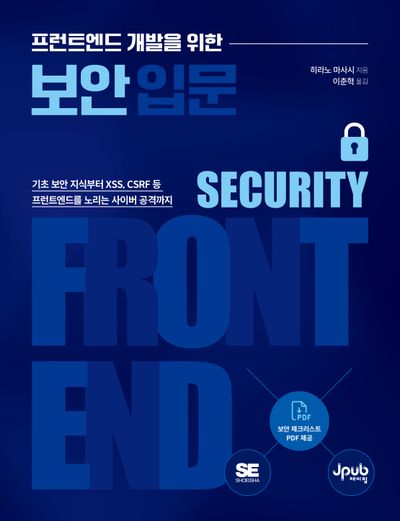 프런트엔드 개발을 위한
보안 입문
히라노 마사시 지음
이춘혁 옮김
기초 보안 지식부터 XSS, CSRF 등
프런트엔드를 노리는 사이버 공격까지
SECURITY
FRONT
END
PDF
보안 체크리스트
PDF 제공
SE
SHOEISHA
Jpub
제이펍